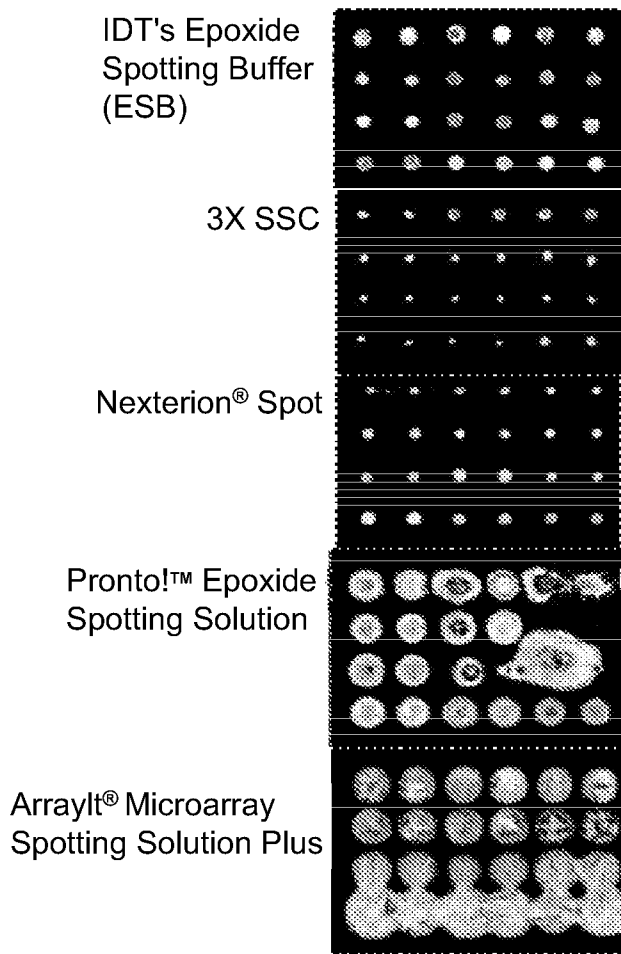 IDT's Epoxide
Spotting Buffer
(ESB)
3X SSC
Nexterion® Spot
Pronto!™ Epoxide
Spotting Solution
ArrayIt® Microarray
Spotting Solution Plus